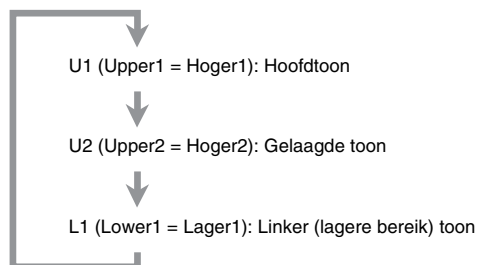 U1 (Upper1 = Hoger1): Hoofdtoon
U2 (Upper2 = Hoger2): Gelaagde toon
L1 (Lower1 = Lager1): Linker (lagere bereik) toon